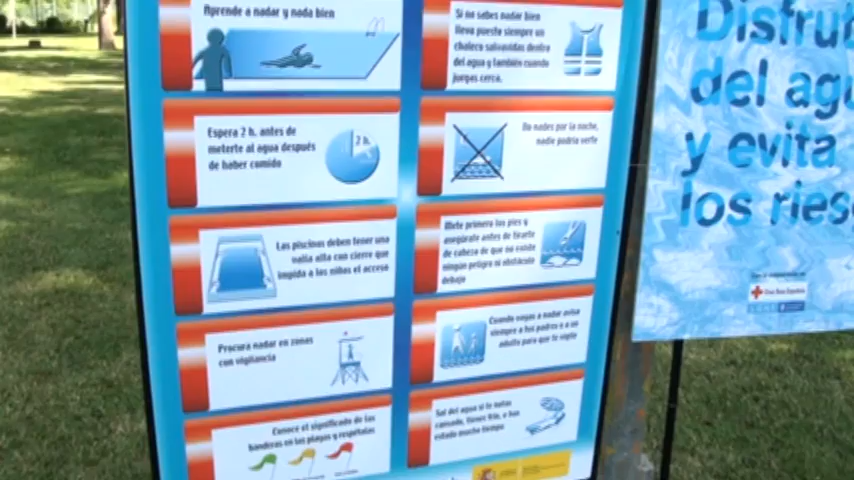 Aprende a nadar y nada bien
Si no sabes nadar bien
lleva puesto siempre un
chaleco salvavidas dentro
del agua y también cuando
juegas cerca.
Espera 2 h. antes de
meterte al agua después
de haber comido
2 h.
No nades por la noche,
nadie podría verte
Las piscinas deben tener una
valla alta con cierre que
impida a los niños el acceso
Mete primero los pies y
asegúrate antes de tirarte
de cabeza de que no existe
ningún peligro ni obstáculo
debajo
Procura nadar en zonas
con vigilancia
Cuando vayas a nadar avisa
siempre a tus padres o a un
adulto para que te vigile
Conoce el significado de las
banderas en las playas y respétalas
Sal del agua si te notas
cansado, tienes frío, o has
estado mucho tiempo
Disfrut
del agu
y evita
los ries
Cruz Roja Española